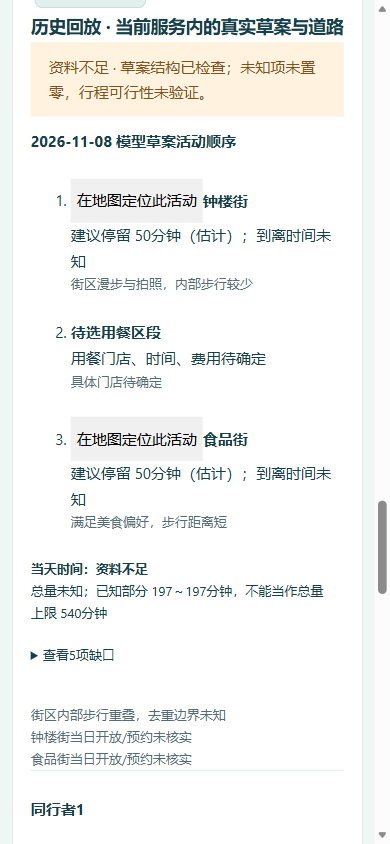 历史回放 · 当前服务内的真实草案与道路
资料不足 · 草案结构已检查；未知项未置
零，行程可行性未验证。
2026-11-08 模型草案活动顺序
1. 在地图定位此活动 钟楼街
建议停留 50分钟（估计）；到离时间未
知
街区漫步与拍照，内部步行较少
2. 待选用餐区段
用餐门店、时间、费用待确定
具体门店待确定
3. 在地图定位此活动 食品街
建议停留 50分钟（估计）；到离时间未
知
满足美食偏好，步行距离短
当天时间：资料不足
总量未知；已知部分 197～197分钟，不能当作总量
上限 540分钟
▶ 查看5项缺口
街区内部步行重叠，去重边界未知
钟楼街当日开放/预约未核实
食品街当日开放/预约未核实
同行者1